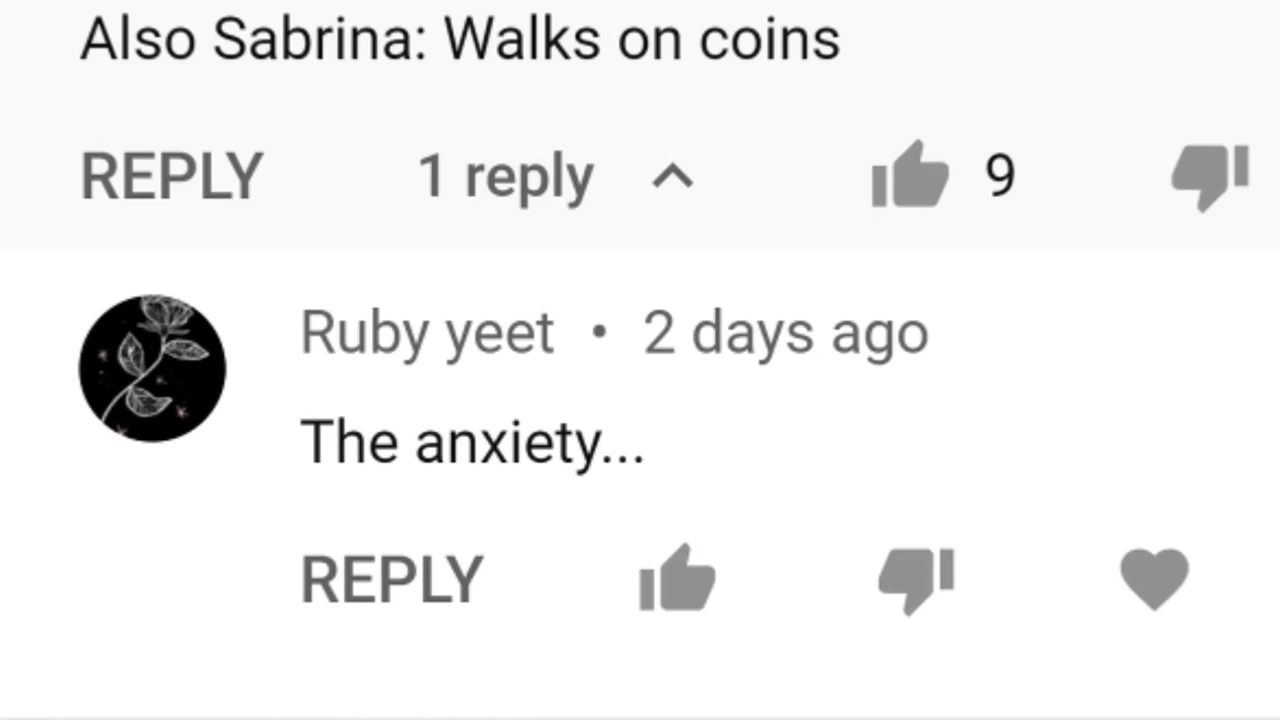 Also Sabrina: Walks on coins
REPLY 1 reply 9
Ruby yeet • 2 days ago
The anxiety...
REPLY